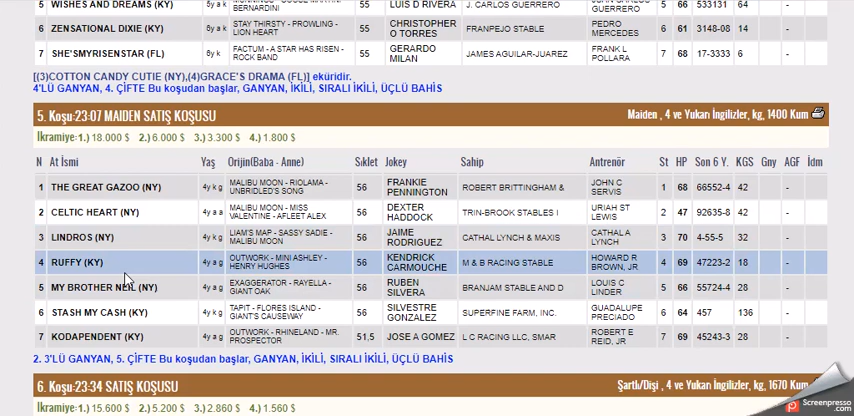 5 WISHES AND DREAMS (KY) 5y a k BERNARDINI 55 LUIS D RIVERA J. CARLOS GUERRERO GUERRERO 5 66 533131 64
6 ZENSATIONAL DIXIE (KY) 6y a k STAY THIRSTY - PROWLING - LION HEART 55 CHRISTOPHER O TORRES FRANPEJO STABLE PEDRO MERCEDES 6 61 3148-08 14
7 SHE'SMYRISENSTAR (FL) 6y k FACTUM - A STAR HAS RISEN - ROCK BAND 55 GERARDO MILAN JAMES AGUILAR-JUAREZ FRANK L POLLARA 7 68 17-3333 6
[(3)COTTON CANDY CUTIE (NY),(4)GRACE'S DRAMA (FL)] eküridir.
4'LÜ GANYAN, 4. ÇİFTE Bu koşudan başlar, GANYAN, İKİLİ, SIRALI İKİLİ, ÜÇLÜ BAHİS
5. Koşu:23:07 MAIDEN SATIŞ KOŞUSU Maiden , 4 ve Yukarı İngilizler, kg, 1400 Kum
İkramiye:1.) 18.000 $ 2.) 6.000 $ 3.) 3.300 $ 4.) 1.800 $
N At İsmi Yaş Orijin(Baba - Anne) Sıklet Jokey Sahip Antrenör St HP Son 6 Y. KGS Gny AGF İdm
1 THE GREAT GAZOO (NY) 4y k g MALIBU MOON - RIOLAMA - UNBRIDLED'S SONG 56 FRANKIE PENNINGTON ROBERT BRITTINGHAM & JOHN C SERVIS 1 68 66552-4 42 -
2 CELTIC HEART (NY) 4y a a MALIBU MOON - MISS VALENTINE - AFLEET ALEX 56 DEXTER HADDOCK TRIN-BROOK STABLES I URIAH ST LEWIS 2 47 92635-8 42 -
3 LINDROS (NY) 4y k g LIAM'S MAP - SASSY SADIE - MALIBU MOON 56 JAIME RODRIGUEZ CATHAL LYNCH & MAXIS CATHAL A LYNCH 3 70 4-55-5 32 -
4 RUFFY (KY) 4y a g OUTWORK - MINI ASHLEY - HENRY HUGHES 56 KENDRICK CARMOUCHE M & B RACING STABLE HOWARD R BROWN, JR 4 69 47223-2 18 -
5 MY BROTHER NEIL (NY) 4y a g EXAGGERATOR - RAYELLA - GIANT OAK 56 RUBEN SILVERA BRANJAM STABLE AND D LOUIS C LINDER 5 66 55724-4 28 -
6 STASH MY CASH (KY) 4y a g TAPIT - FLORES ISLAND - GIANT'S CAUSEWAY 56 SILVESTRE GONZALEZ SUPERFINE FARM, INC. GUADALUPE PRECIADO 6 64 457 136 -
7 KODAPENDENT (KY) 4y a g OUTWORK - RHINELAND - MR. PROSPECTOR 51,5 JOSE A GOMEZ L C RACING LLC, SMAR ROBERT E REID, JR 7 69 45243-3 28 -
2. 3'LÜ GANYAN, 5. ÇİFTE Bu koşudan başlar, GANYAN, İKİLİ, SIRALI İKİLİ, ÜÇLÜ BAHİS
6. Koşu:23:34 SATIŞ KOŞUSU Şartlı/Dişi , 4 ve Yukarı İngilizler, kg, 1670 Kum
İkramiye:1.) 15.600 $ 2.) 5.200 $ 3.) 2.860 $ 4.) 1.560 $
Screenpresso
.com